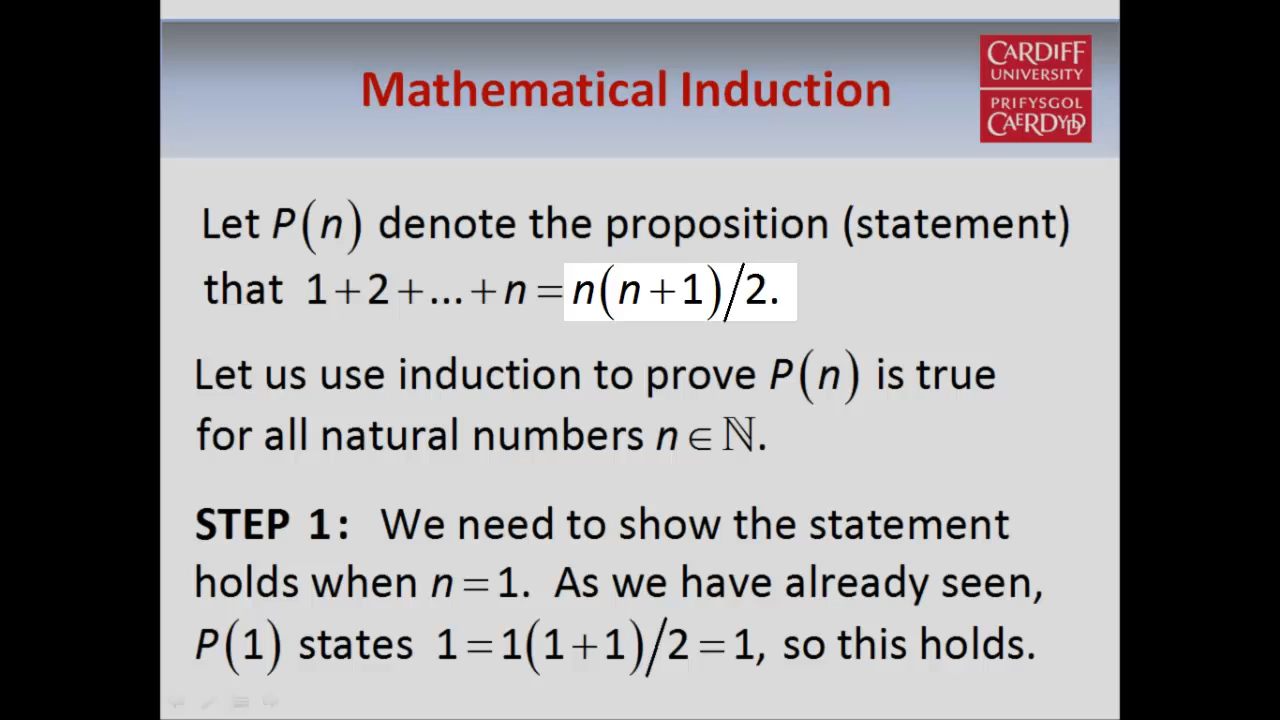 Mathematical Induction
CARDIFF
UNIVERSITY
PRIFYSGOL
CAERDYDD
Let P(n) denote the proposition (statement)
that 1+2+...+n=n(n+1)/2.
Let us use induction to prove P(n) is true
for all natural numbers n∈ℕ.
STEP 1: We need to show the statement
holds when n=1. As we have already seen,
P(1) states 1=1(1+1)/2=1, so this holds.